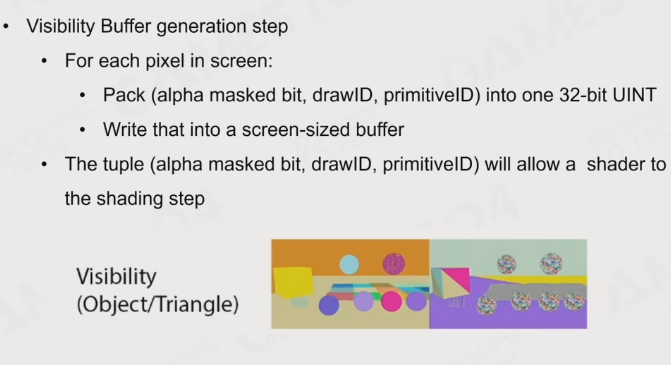 • Visibility Buffer generation step
• For each pixel in screen:
• Pack (alpha masked bit, drawID, primitiveID) into one 32-bit UINT
• Write that into a screen-sized buffer
• The tuple (alpha masked bit, drawID, primitiveID) will allow a shader to
the shading step
Visibility
(Object/Triangle)